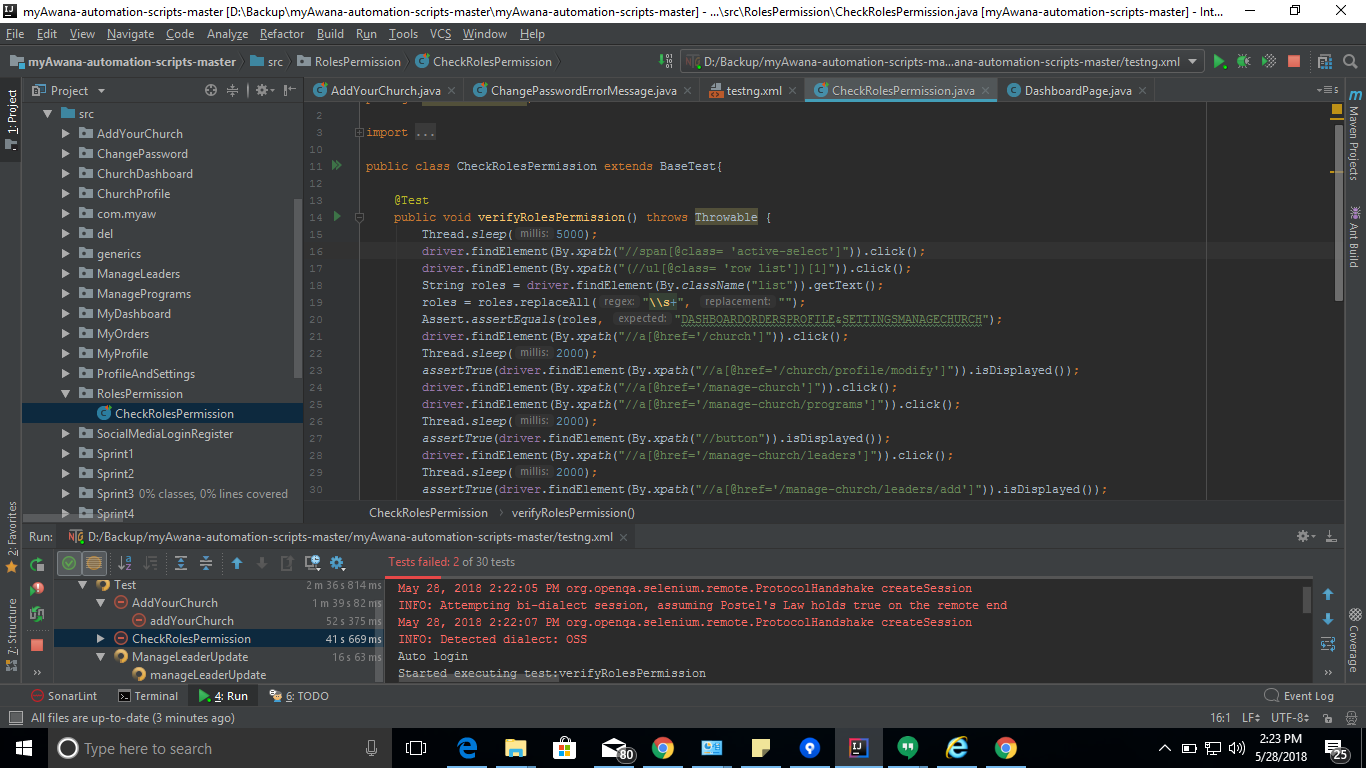 myAwana-automation-scripts-master [D:\Backup\myAwana-automation-scripts-master\myAwana-automation-scripts-master] - ...\src\RolesPermission\CheckRolesPermission.java [myAwana-automation-scripts-master] - Int...
File Edit View Navigate Code Analyze Refactor Build Run Tools VCS Window Help
myAwana-automation-scripts-master src RolesPermission CheckRolesPermission D:/Backup/myAwana-automation-scripts-ma...ana-automation-scripts-master/testng.xml
1: Project
Project
AddYourChurch.java ChangePasswordErrorMessage.java testng.xml CheckRolesPermission.java DashboardPage.java
src
AddYourChurch
ChangePassword
ChurchDashboard
ChurchProfile
com.myaw
del
generics
ManageLeaders
ManagePrograms
MyDashboard
MyOrders
MyProfile
ProfileAndSettings
RolesPermission
CheckRolesPermission
SocialMediaLoginRegister
Sprint1
Sprint2
Sprint3 0% classes, 0% lines covered
Sprint4
2
3 import ...
10
11 public class CheckRolesPermission extends BaseTest{
12
13 @Test
14 public void verifyRolesPermission() throws Throwable {
15 Thread.sleep( millis: 5000);
16 driver.findElement(By.xpath("//span[@class= 'active-select']")).click();
17 driver.findElement(By.xpath("(//ul[@class= 'row list'])[1]")).click();
18 String roles = driver.findElement(By.className("list")).getText();
19 roles = roles.replaceAll( regex: "\\s+", replacement: "");
20 Assert.assertEquals(roles, expected: "DASHBOARDORDERSPROFILE&SETTINGSMANAGECHURCH");
21 driver.findElement(By.xpath("//a[@href='/church']")).click();
22 Thread.sleep( millis: 2000);
23 assertTrue(driver.findElement(By.xpath("//a[@href='/church/profile/modify']")).isDisplayed());
24 driver.findElement(By.xpath("//a[@href='/manage-church']")).click();
25 driver.findElement(By.xpath("//a[@href='/manage-church/programs']")).click();
26 Thread.sleep( millis: 2000);
27 assertTrue(driver.findElement(By.xpath("//button")).isDisplayed());
28 driver.findElement(By.xpath("//a[@href='/manage-church/leaders']")).click();
29 Thread.sleep( millis: 2000);
30 assertTrue(driver.findElement(By.xpath("//a[@href='/manage-church/leaders/add']")).isDisplayed());
CheckRolesPermission verifyRolesPermission()
Maven Projects
Ant Build
2: Favorites
7: Structure
Coverage
Run: D:/Backup/myAwana-automation-scripts-master/myAwana-automation-scripts-master/testng.xml
Tests failed: 2 of 30 tests
Test 2 m 36 s 814 ms
AddYourChurch 1 m 39 s 82 ms
addYourChurch 52 s 375 ms
CheckRolesPermission 41 s 669 ms
ManageLeaderUpdate 16 s 63 ms
manageLeaderUpdate
May 28, 2018 2:22:05 PM org.openqa.selenium.remote.ProtocolHandshake createSession
INFO: Attempting bi-dialect session, assuming Postel's Law holds true on the remote end
May 28, 2018 2:22:07 PM org.openqa.selenium.remote.ProtocolHandshake createSession
INFO: Detected dialect: OSS
Auto login
Started executing test:verifyRolesPermission
SonarLint Terminal 4: Run 6: TODO Event Log
All files are up-to-date (3 minutes ago) 16:1 LF UTF-8
Type here to search 80 2:23 PM
5/28/2018 25